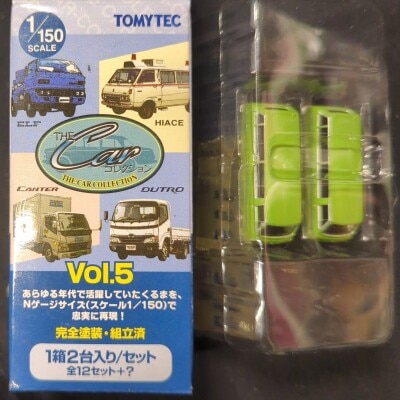 1/150
SCALE
TOMYTEC
ELF
HIACE
THE
Car
コレクション
THE CAR COLLECTION
CANTER
DUTRO
Vol.5
あらゆる年代で活躍していたくるまを、
Nゲージサイズ(スケール1/150)で
忠実に再現!
完全塗装・組立済
1箱2台入り/セット
全12セット+?